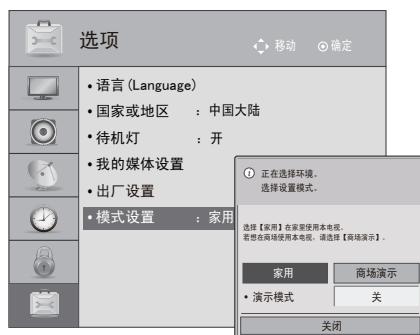 选项
移动 ⊙确定
•语言(Language)
•国家或地区 ：中国大陆
•待机灯 ：开
•我的媒体设置
•出厂设置
•模式设置 ：家用
正在选择环境.
选择设置模式.
选择【家用】在家里使用本电视.
若想在商场使用本电视, 请选择【商场演示】.
家用 商场演示
•演示模式 关
关闭